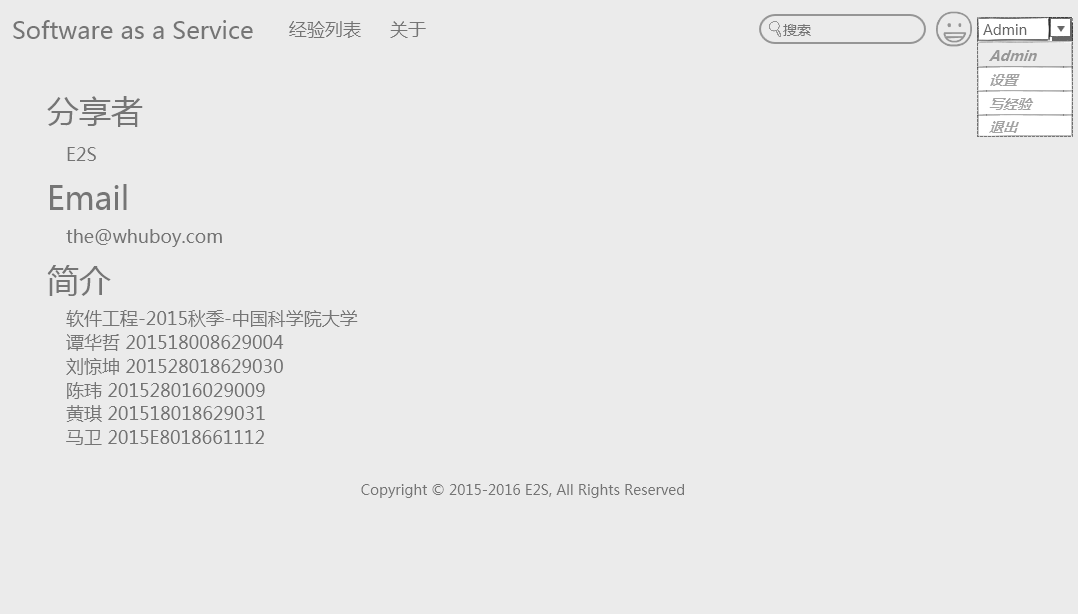 Software as a Service 经验列表 关于 搜索 Admin
Admin
设置
写经验
退出
分享者
E2S
Email
the@whuboy.com
简介
软件工程-2015秋季-中国科学院大学
谭华哲 201518008629004
刘惊坤 201528018629030
陈玮 201528016029009
黄琪 201518018629031
马卫 2015E8018661112
Copyright © 2015-2016 E2S, All Rights Reserved